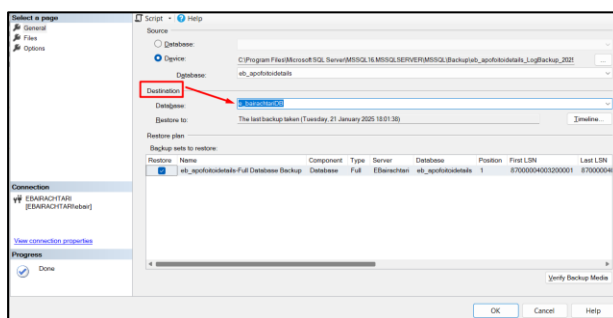 Select a page
General
Files
Options
Script
Help
Source
Database:
Device:
C:\Program Files\Microsoft SQL Server\MSSQL16.MSSQLSERVER\MSSQL\Backup\eb_apofoitoidetails_LogBackup_202
...
Database:
eb_apofoitoidetails
Destination
Database:
Restore to:
The last backup taken (Tuesday, 21 January 2025 18:01:38)
Timeline...
Restore plan
Backup sets to restore:
Restore Name Component Type Server Database Position First LSN Last LSN
eb_apofoitoidetails-Full Database Backup Database Full EBairachtari eb_apofoitoidetails 1 87000004003200001 8700000
Connection
EBAIRACHTARI
[EBAIRACHTARI\ebair]
View connection properties
Progress
Done
Verify Backup Media
OK Cancel Help